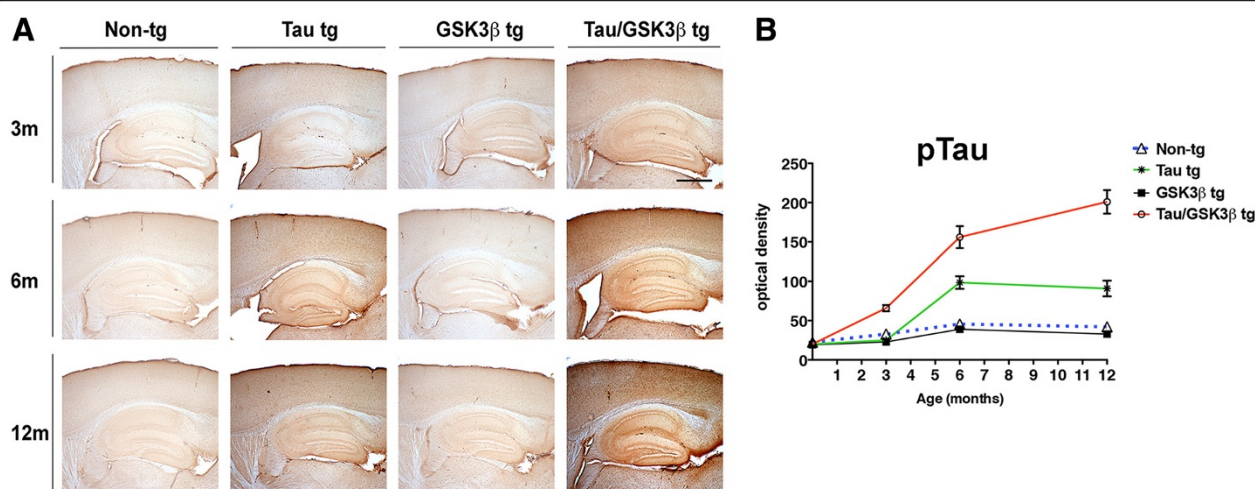 A
Non-tg
Tau tg
GSK3β tg
Tau/GSK3β tg
3m
6m
12m
B
pTau
optical density
250
200
150
100
50
0
1 2 3 4 5 6 7 8 9 10 11 12
Age (months)
Non-tg
Tau tg
GSK3β tg
Tau/GSK3β tg